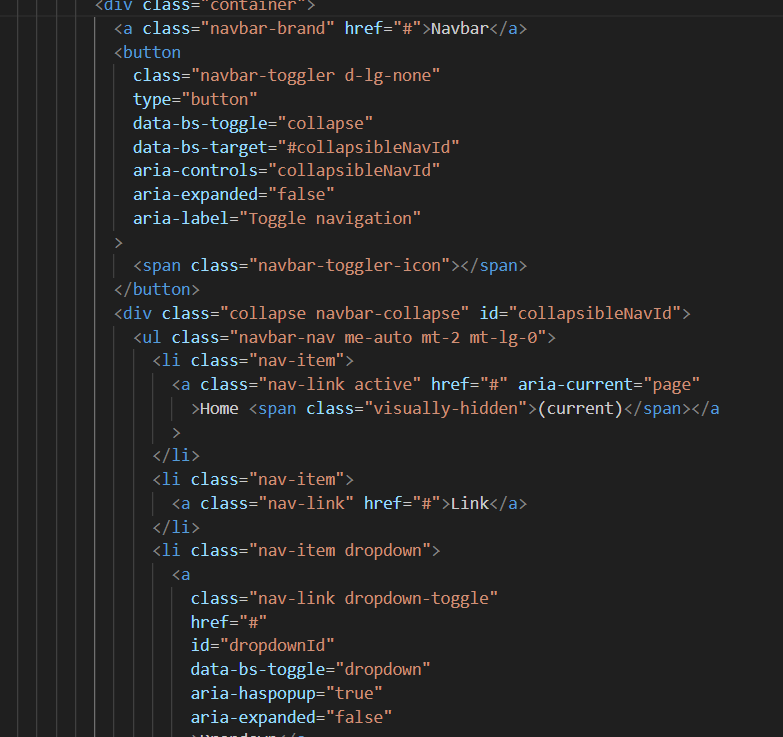 <div class="container">
<a class="navbar-brand" href="#">Navbar</a>
<button
class="navbar-toggler d-lg-none"
type="button"
data-bs-toggle="collapse"
data-bs-target="#collapsibleNavId"
aria-controls="collapsibleNavId"
aria-expanded="false"
aria-label="Toggle navigation"
>
<span class="navbar-toggler-icon"></span>
</button>
<div class="collapse navbar-collapse" id="collapsibleNavId">
<ul class="navbar-nav me-auto mt-2 mt-lg-0">
<li class="nav-item">
<a class="nav-link active" href="#" aria-current="page"
>Home <span class="visually-hidden">(current)</span></a
>
</li>
<li class="nav-item">
<a class="nav-link" href="#">Link</a>
</li>
<li class="nav-item dropdown">
<a
class="nav-link dropdown-toggle"
href="#"
id="dropdownId"
data-bs-toggle="dropdown"
aria-haspopup="true"
aria-expanded="false"